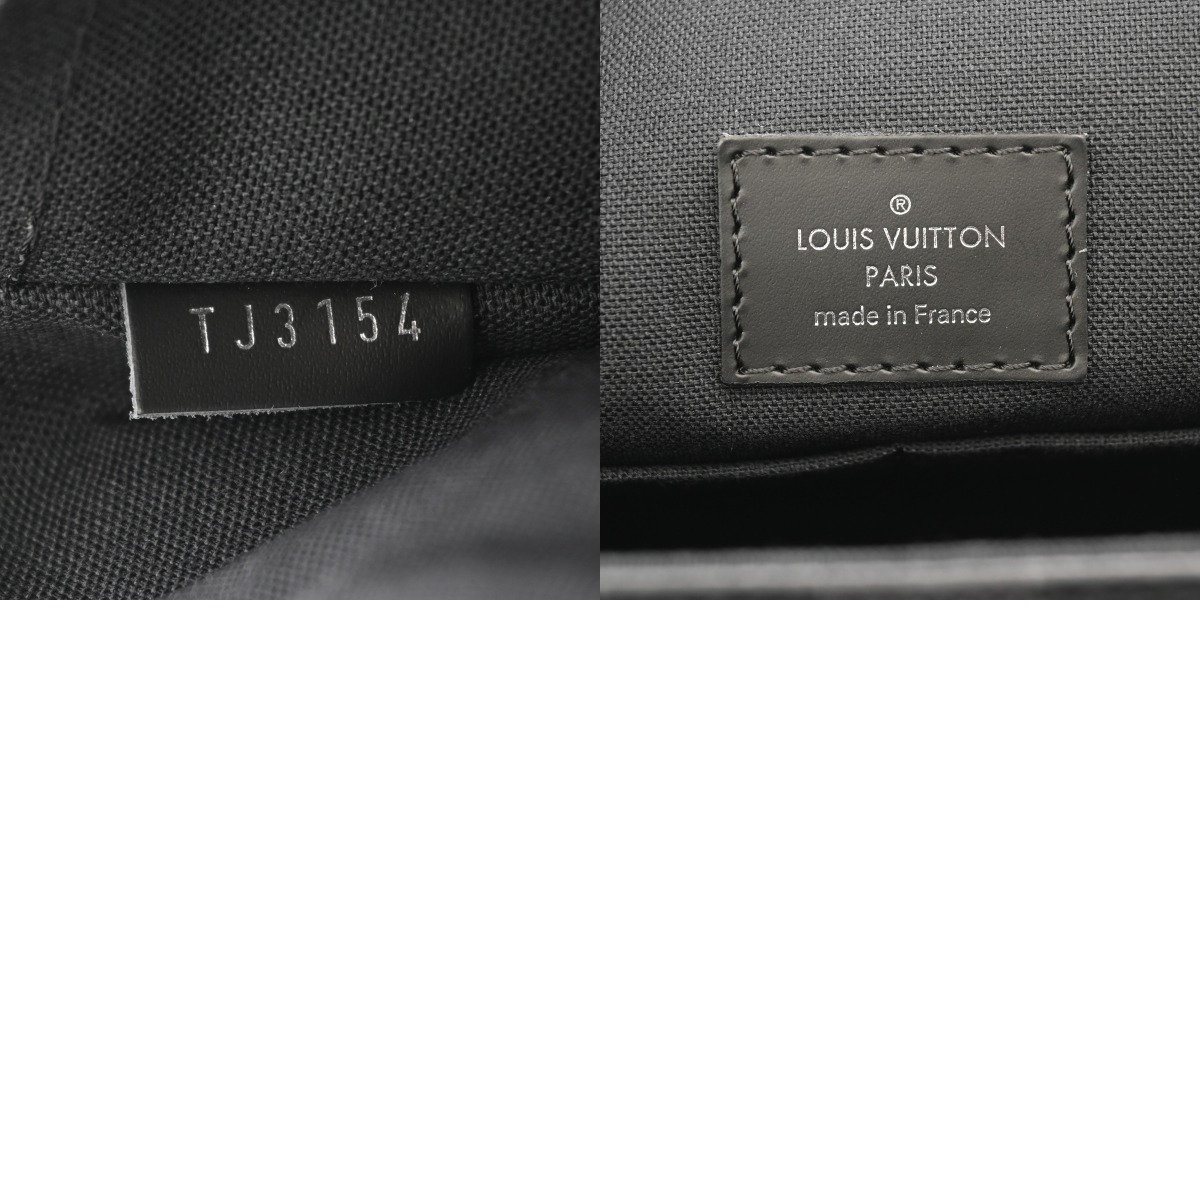 TJ3154
®
LOUIS VUITTON
PARIS
made in France